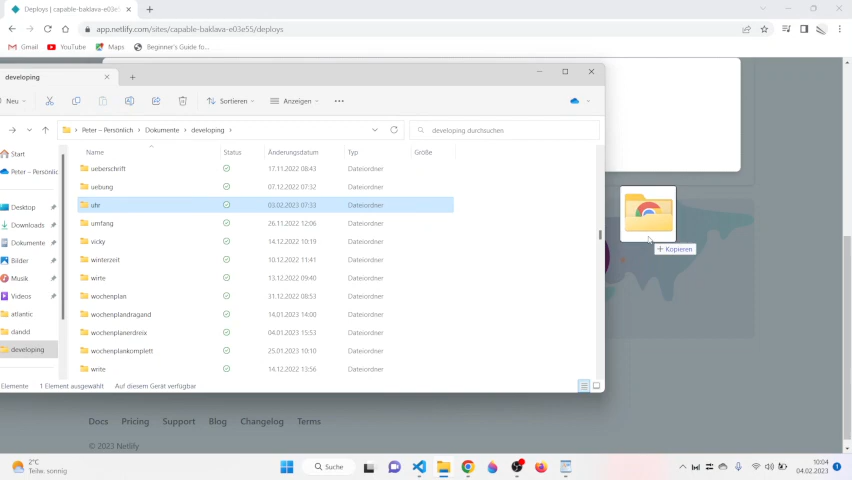 Deploys | capable-baklava-e03e5
app.netlify.com/sites/capable-baklava-e03e55/deploys
Gmail YouTube Maps Beginner's Guide fo...
developing
Neu Sortieren Anzeigen
Peter – Persönlich Dokumente developing developing durchsuchen
Name Status Änderungsdatum Typ Größe
Start
Peter – Persönlic
Desktop
Downloads
Dokumente
Bilder
Musik
Videos
atlantic
dandd
developing
ueberschrift 17.11.2022 08:43 Dateiordner
uebung 07.12.2022 07:32 Dateiordner
uhr 03.02.2023 07:33 Dateiordner
umfang 26.11.2022 12:06 Dateiordner
vicky 14.12.2022 10:19 Dateiordner
winterzeit 10.12.2022 11:41 Dateiordner
wirte 13.12.2022 09:40 Dateiordner
wochenplan 31.12.2022 08:53 Dateiordner
wochenplandragand 14.01.2023 14:00 Dateiordner
wochenplanerdreix 04.01.2023 15:53 Dateiordner
wochenplankomplett 25.01.2023 10:10 Dateiordner
write 14.12.2022 13:56 Dateiordner
+ Kopieren
Elemente 1 Element ausgewählt Auf diesem Gerät verfügbar
Docs Pricing Support Blog Changelog Terms
© 2023 Netlify
2°C
Teilw. sonnig
Suche
10:04
04.02.2023
1